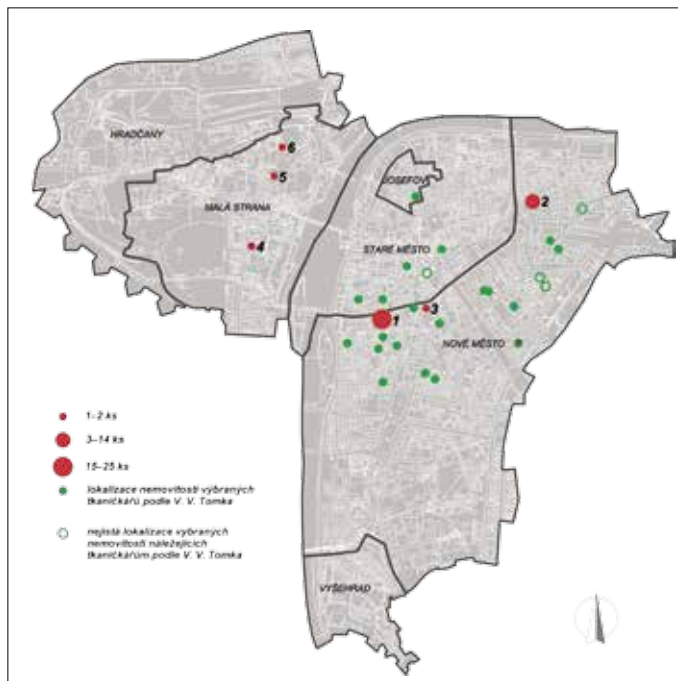 HRADČANY
6
JOSEFOV
5
MALÁ STRANA
2
4
STARÉ MĚSTO
3
1
NOVÉ MĚSTO
1–2 ks
3–14 ks
15–25 ks
lokalizace nemovitostí vybraných
tkaničkářů podle V. V. Tomka
nejistá lokalizace vybraných
nemovitostí náležejících
tkaničkářům podle V. V. Tomka
VYŠEHRAD